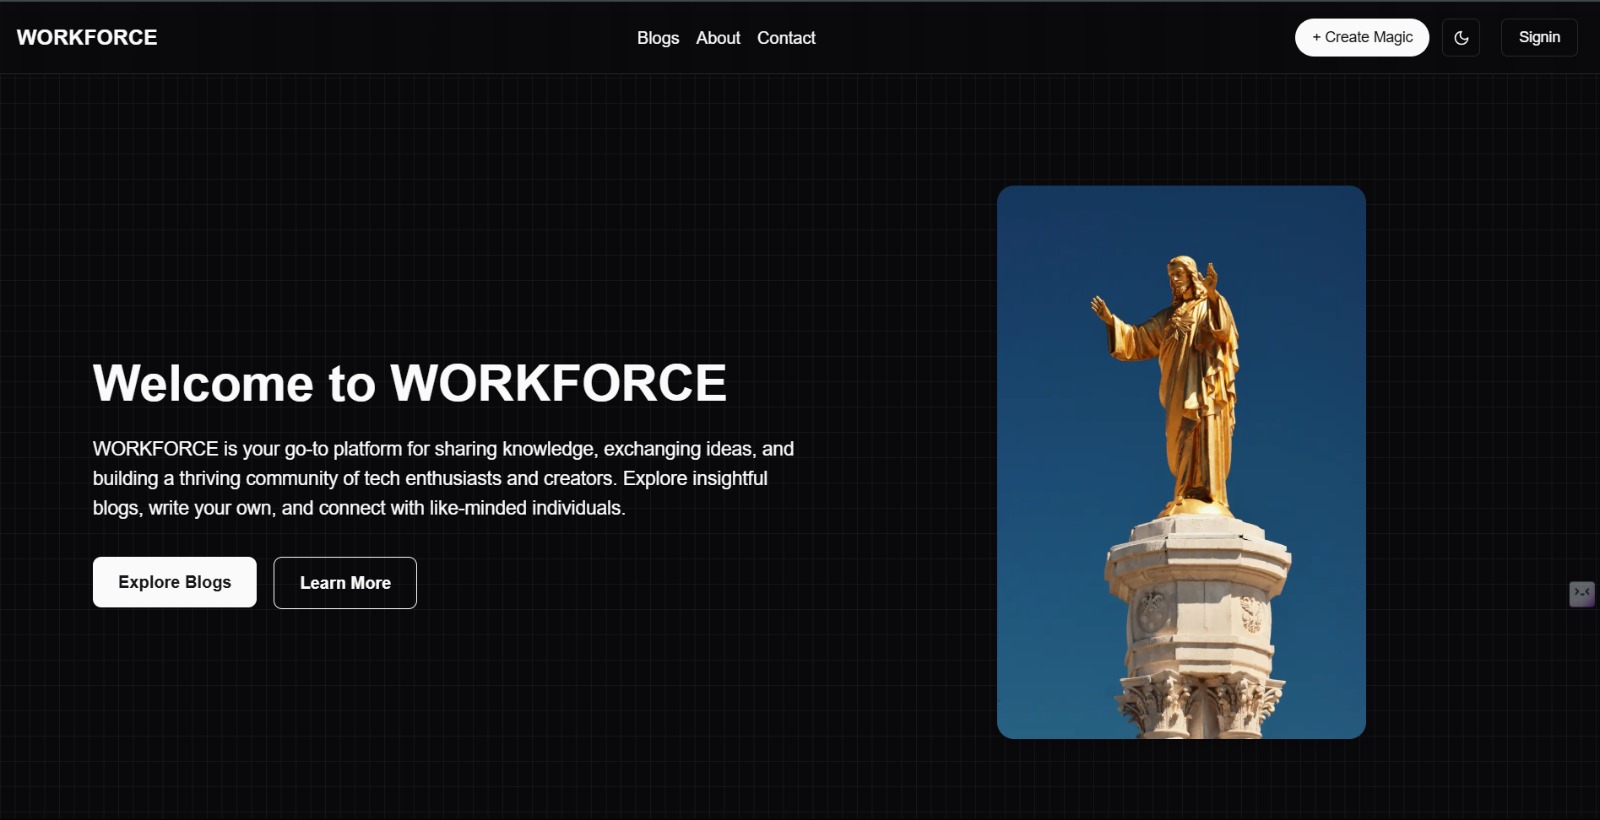 WORKFORCE
Blogs
About
Contact
+ Create Magic
Signin
Welcome to WORKFORCE
WORKFORCE is your go-to platform for sharing knowledge, exchanging ideas, and
building a thriving community of tech enthusiasts and creators. Explore insightful
blogs, write your own, and connect with like-minded individuals.
Explore Blogs
Learn More